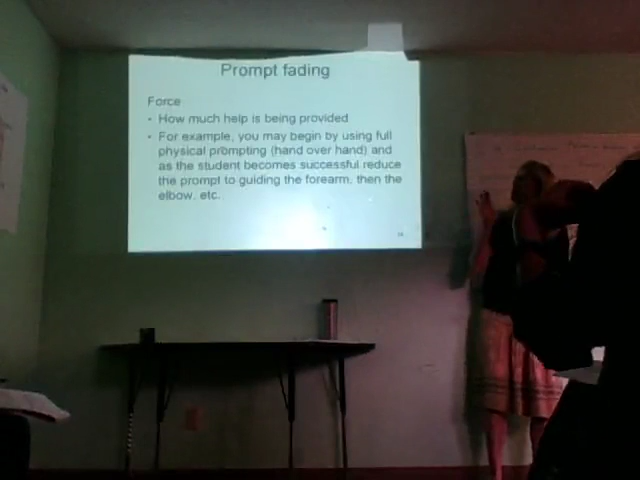 Prompt fading
Force
• How much help is being provided
• For example, you may begin by using full
physical prompting (hand over hand) and
as the student becomes successful reduce
the prompt to guiding the forearm, then the
elbow, etc.